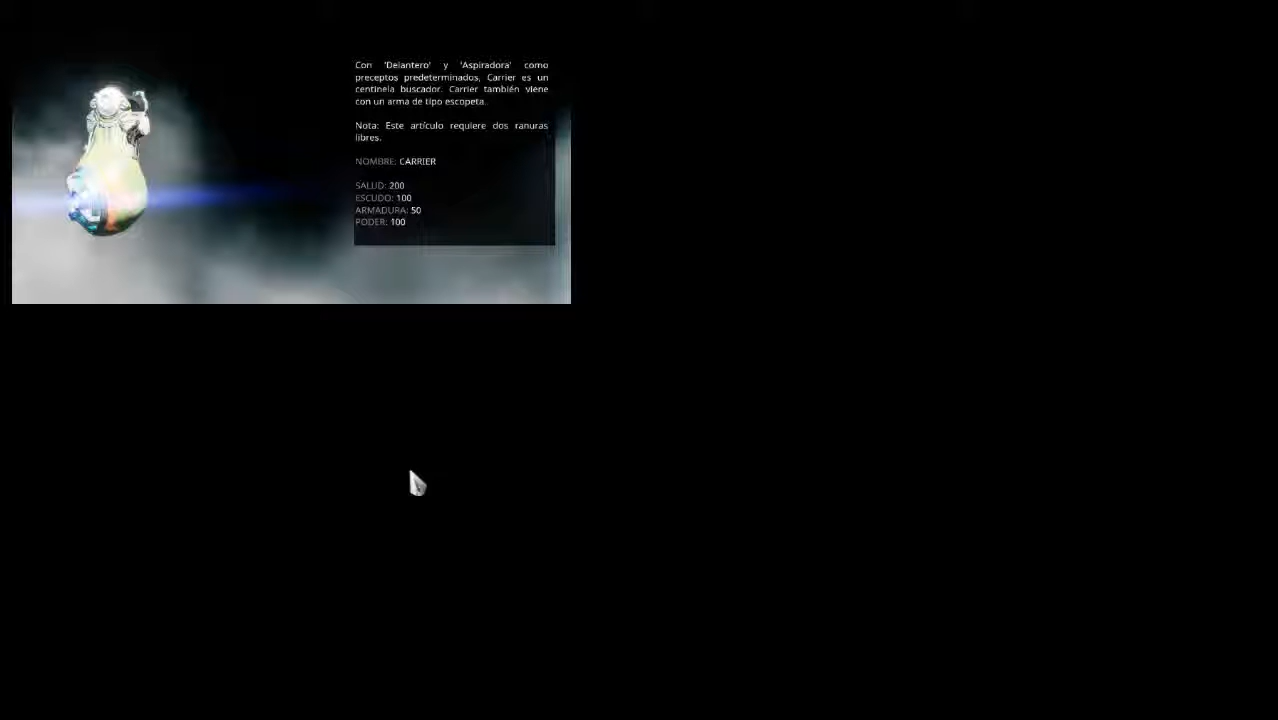 Con 'Delantero' y 'Aspiradora' como
preceptos predeterminados, Carrier es un
centinela buscador. Carrier también viene
con un arma de tipo escopeta.
Nota: Este artículo requiere dos ranuras
libres.
NOMBRE: CARRIER
SALUD: 200
ESCUDO: 100
ARMADURA: 50
PODER: 100